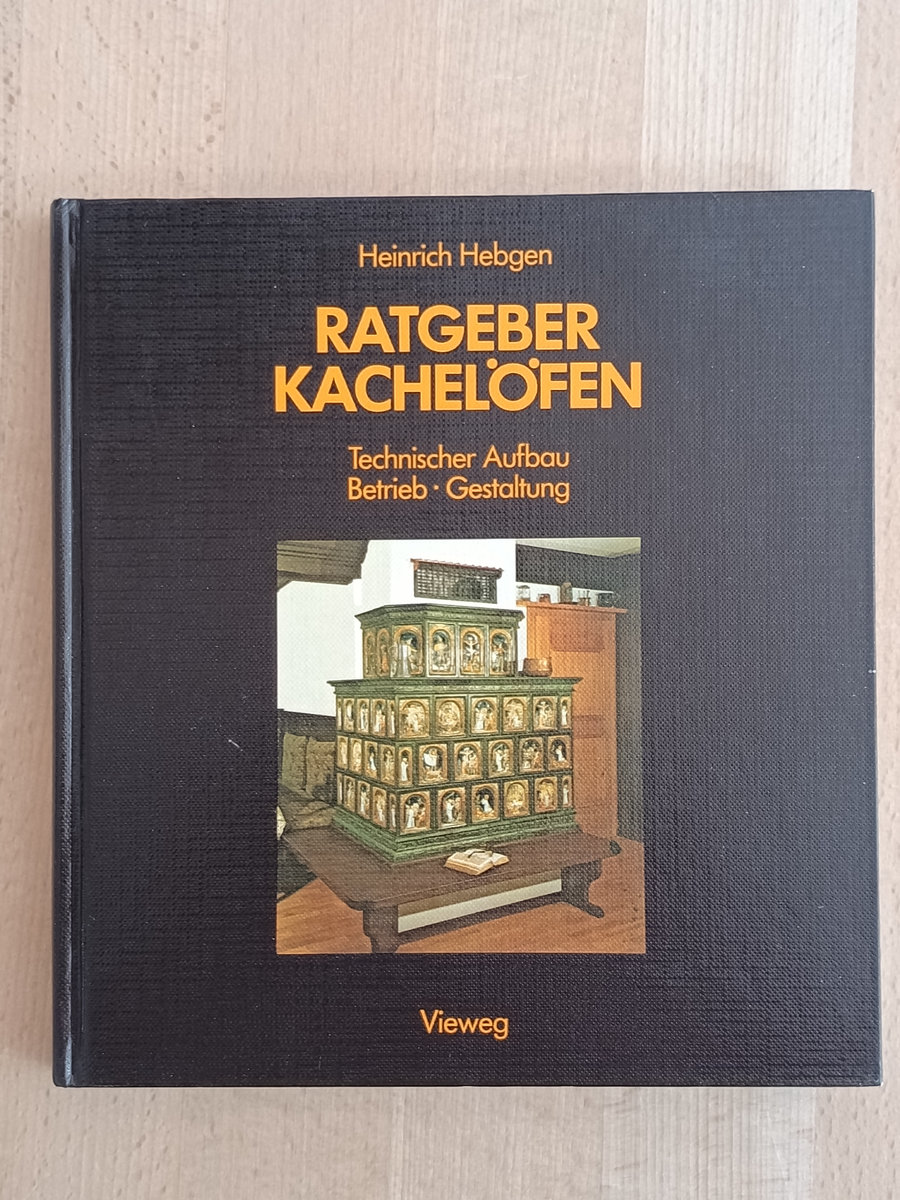 Heinrich Hebgen
RATGEBER
KACHELÖFEN
Technischer Aufbau
Betrieb · Gestaltung
Vieweg